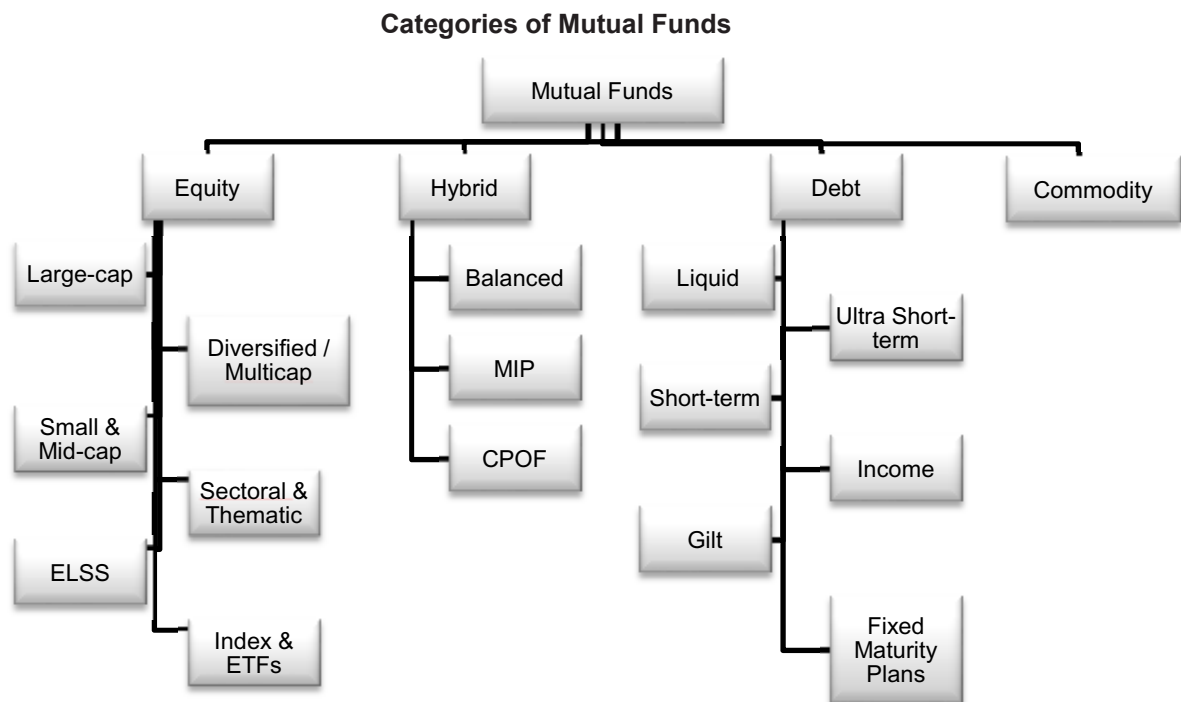 Categories of Mutual Funds
Mutual Funds
Equity
Hybrid
Debt
Commodity
Large-cap
Diversified /
Multicap
Small &
Mid-cap
Sectoral &
Thematic
ELSS
Index &
ETFs
Balanced
MIP
CPOF
Liquid
Ultra Short-
term
Short-term
Income
Gilt
Fixed
Maturity
Plans